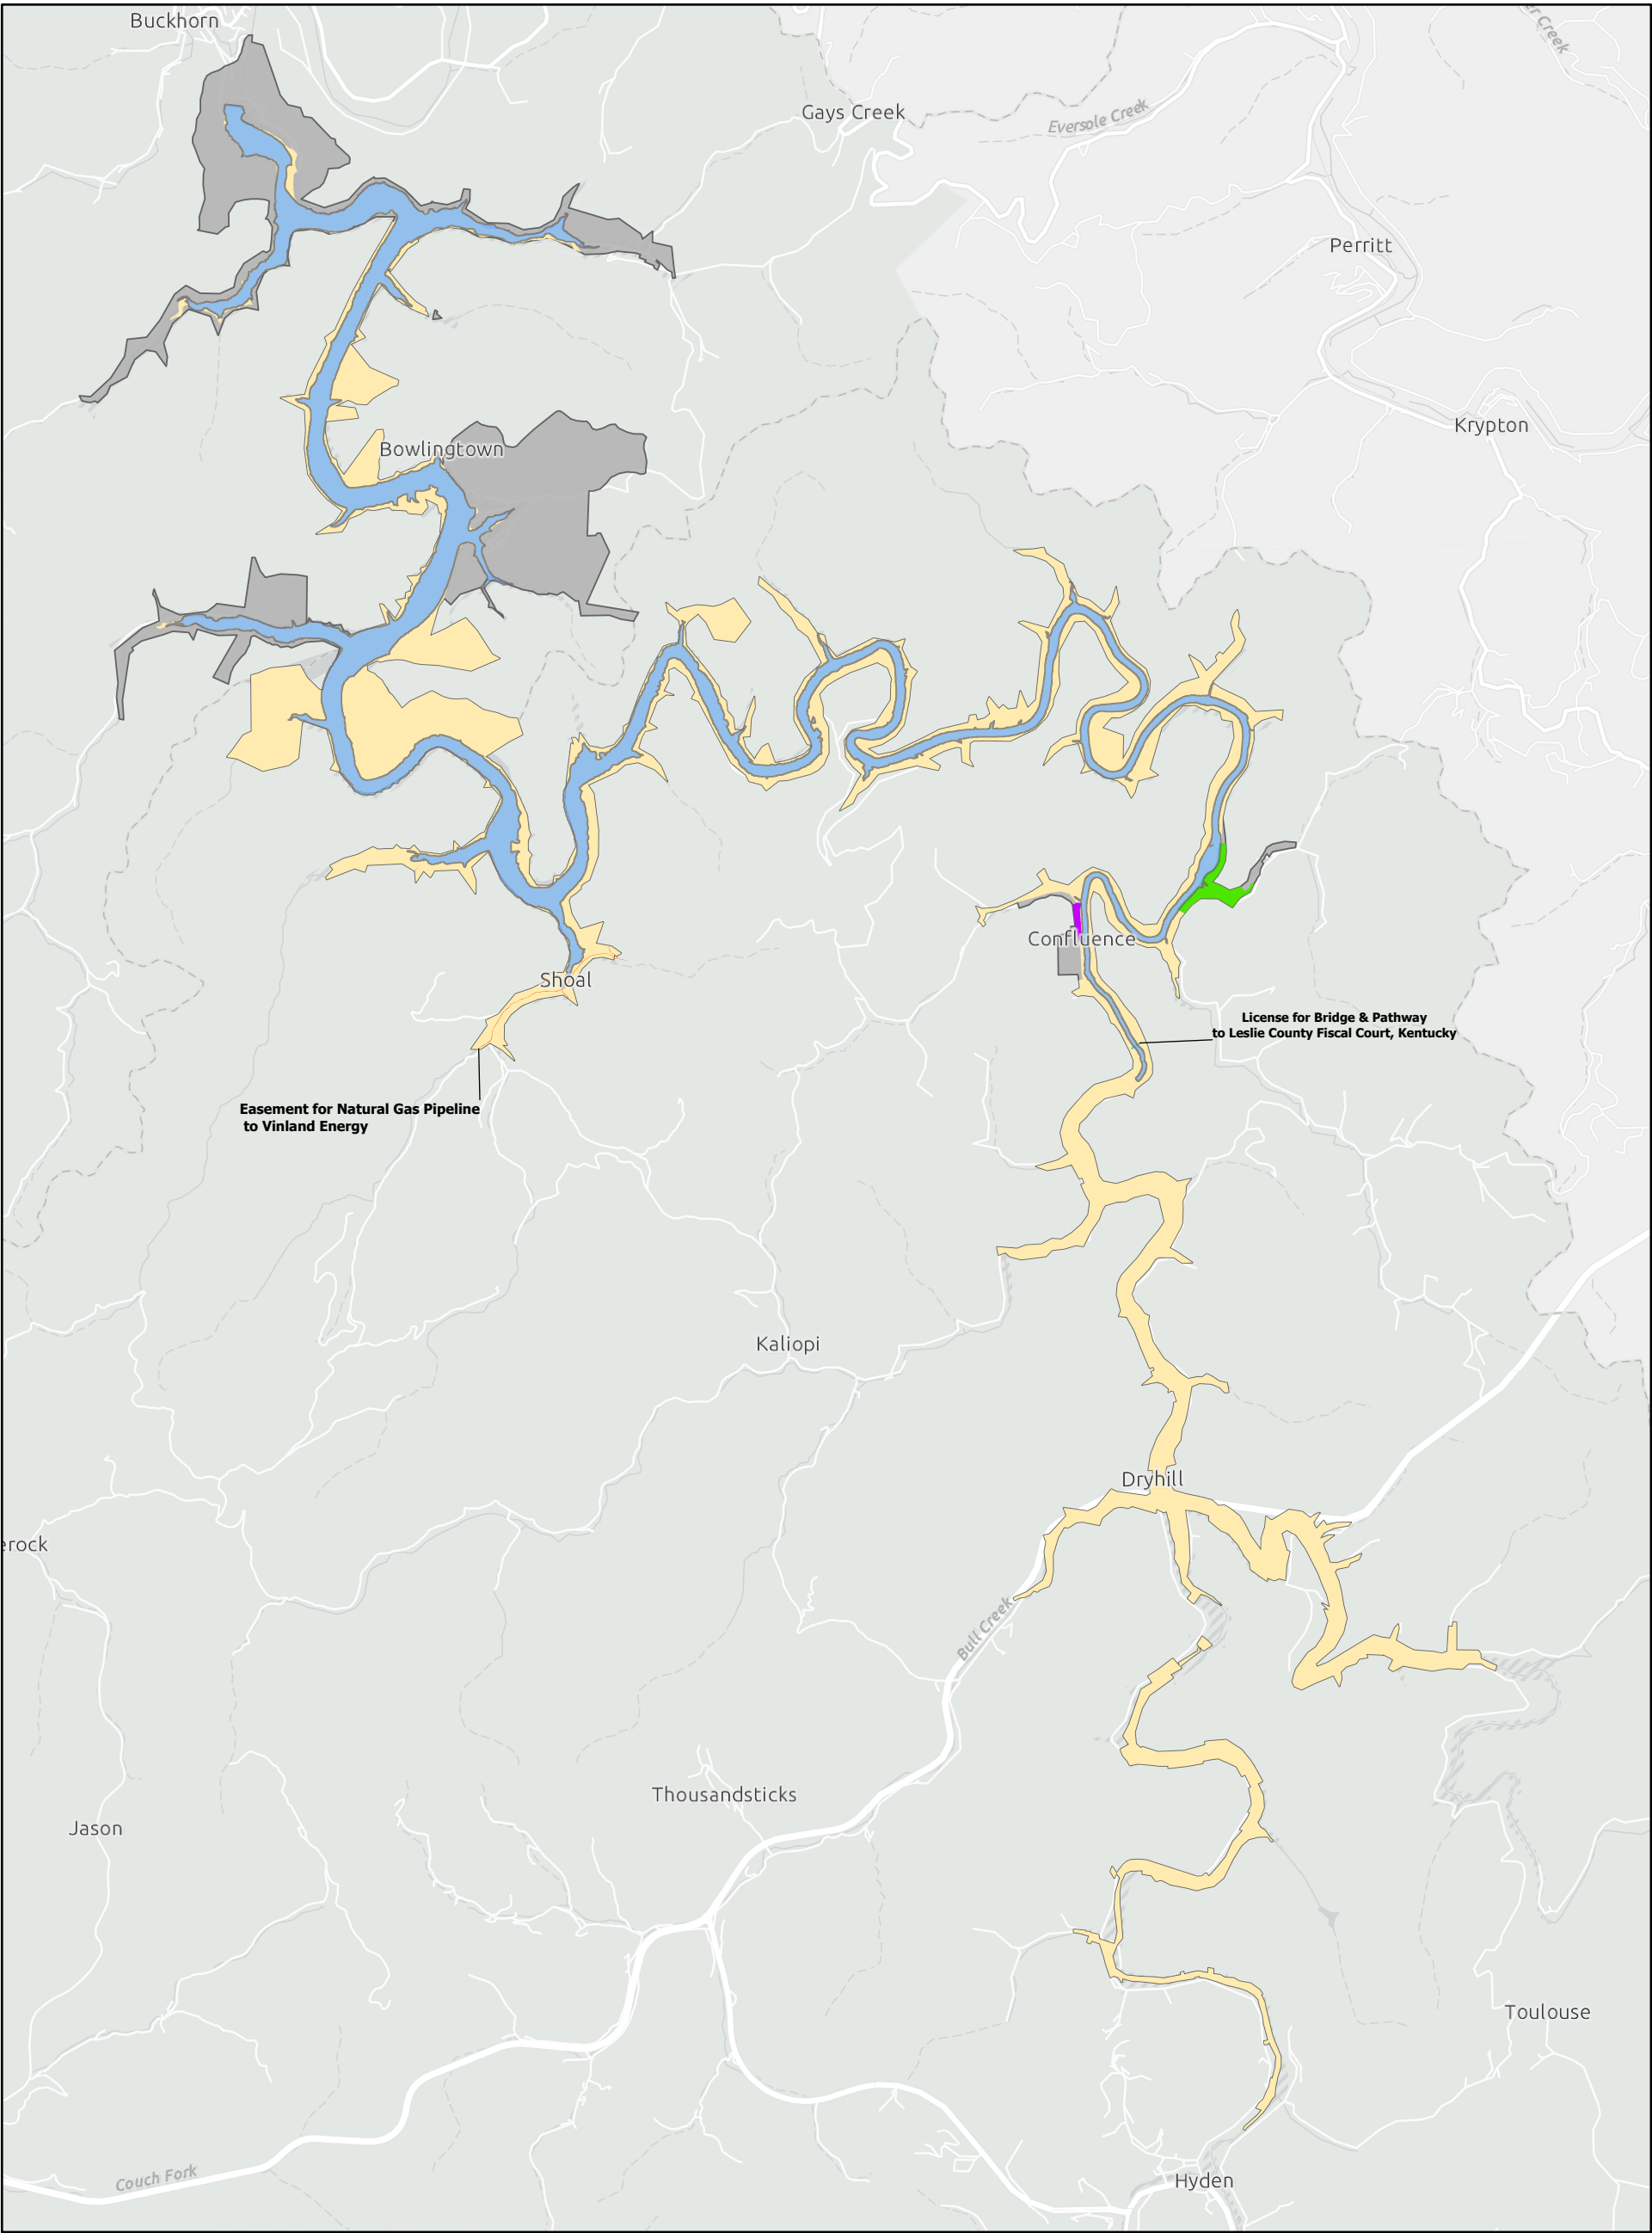 Buckhorn
er Creek
Gays Creek
Eversole Creek
Perritt
Krypton
Bowlingtown
Confluence
Shoal
License for Bridge & Pathway
to Leslie County Fiscal Court, Kentucky
Easement for Natural Gas Pipeline
to Vinland Energy
Kaliopi
Dryhill
erock
Bull Creek
Thousandsticks
Jason
Toulouse
Couch Fork
Hyden